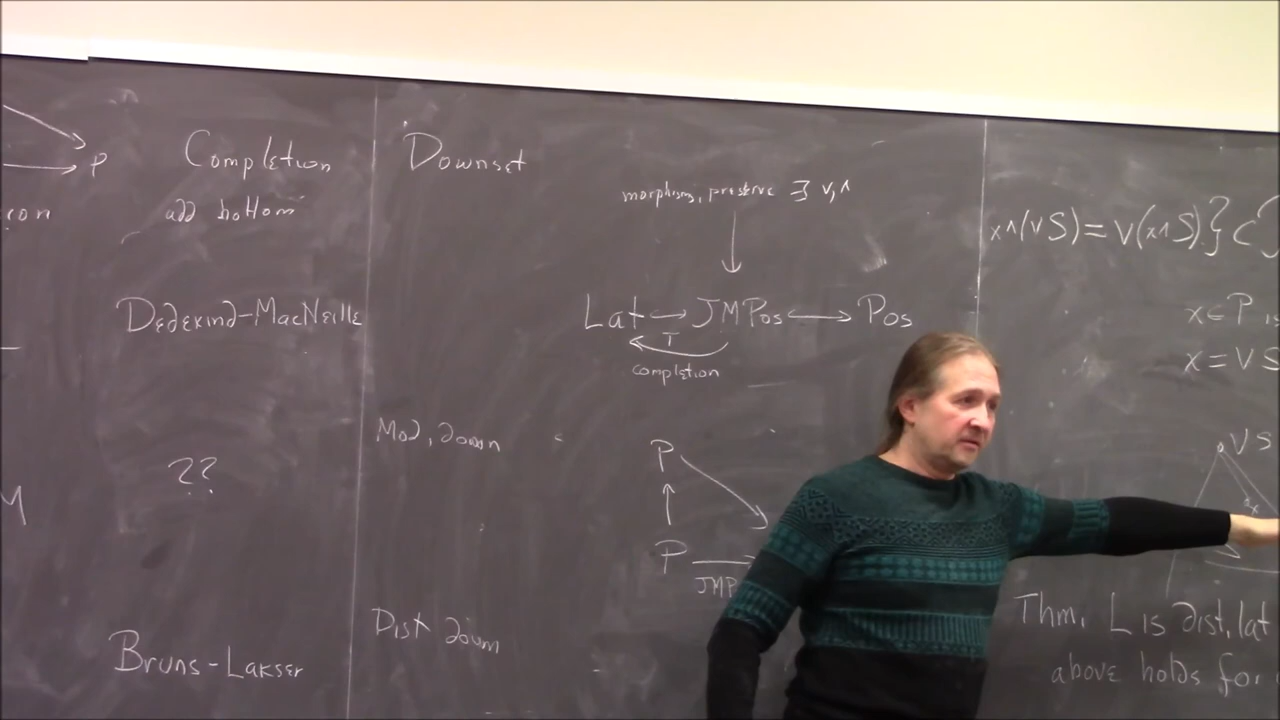 P
Completion
add bottom
Dedekind-MacNeille
??
Bruns-Lakser
M
Downset
Mod, down
Dist down
morphisms, preserve ∃ ∨,∧
Lat ↔ JMPos ↔ Pos
T
completion
P
P
JMP
x∧(∨S)=∨(x∧S)} C
x∈P is
x=∨S
∨S
Thm, L is dist, lat
above holds for